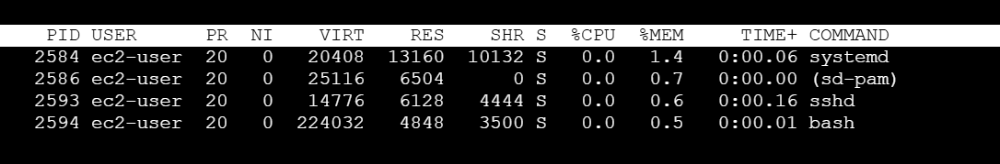 PID USER PR NI VIRT RES SHR S %CPU %MEM TIME+ COMMAND
2584 ec2-user 20 0 20408 13160 10132 S 0.0 1.4 0:00.06 systemd
2586 ec2-user 20 0 25116 6504 0 S 0.0 0.7 0:00.00 (sd-pam)
2593 ec2-user 20 0 14776 6128 4444 S 0.0 0.6 0:00.16 sshd
2594 ec2-user 20 0 224032 4848 3500 S 0.0 0.5 0:00.01 bash